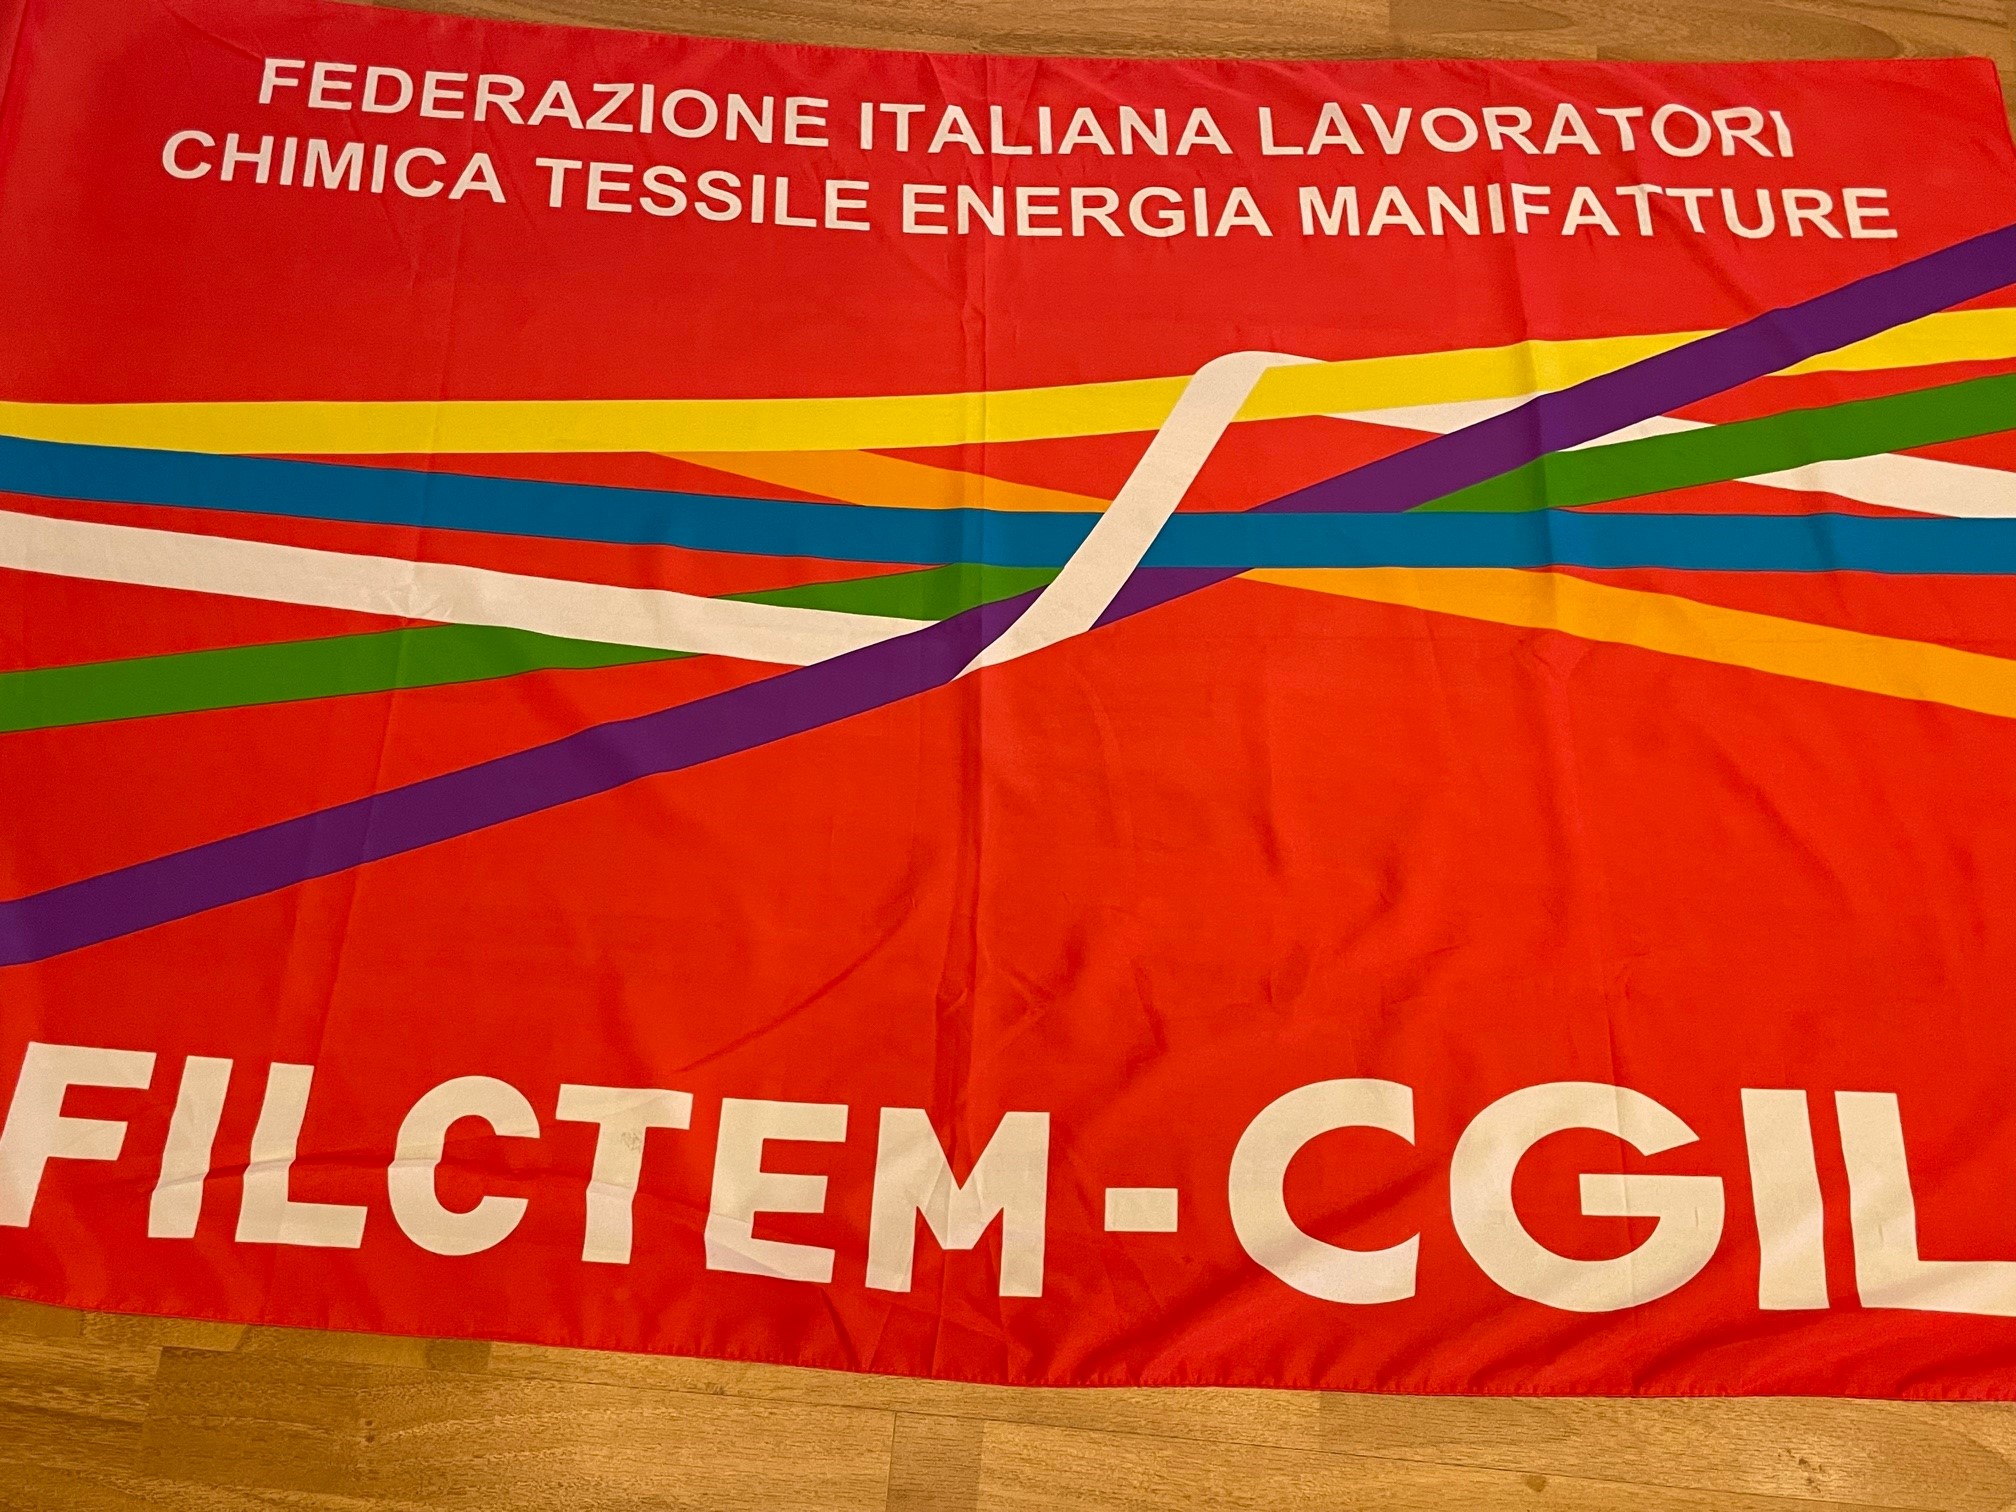 FEDERAZIONE ITALIANA LAVORATORI
CHIMICA TESSILE ENERGIA MANIFATTURE
FILCTEM - CGIL